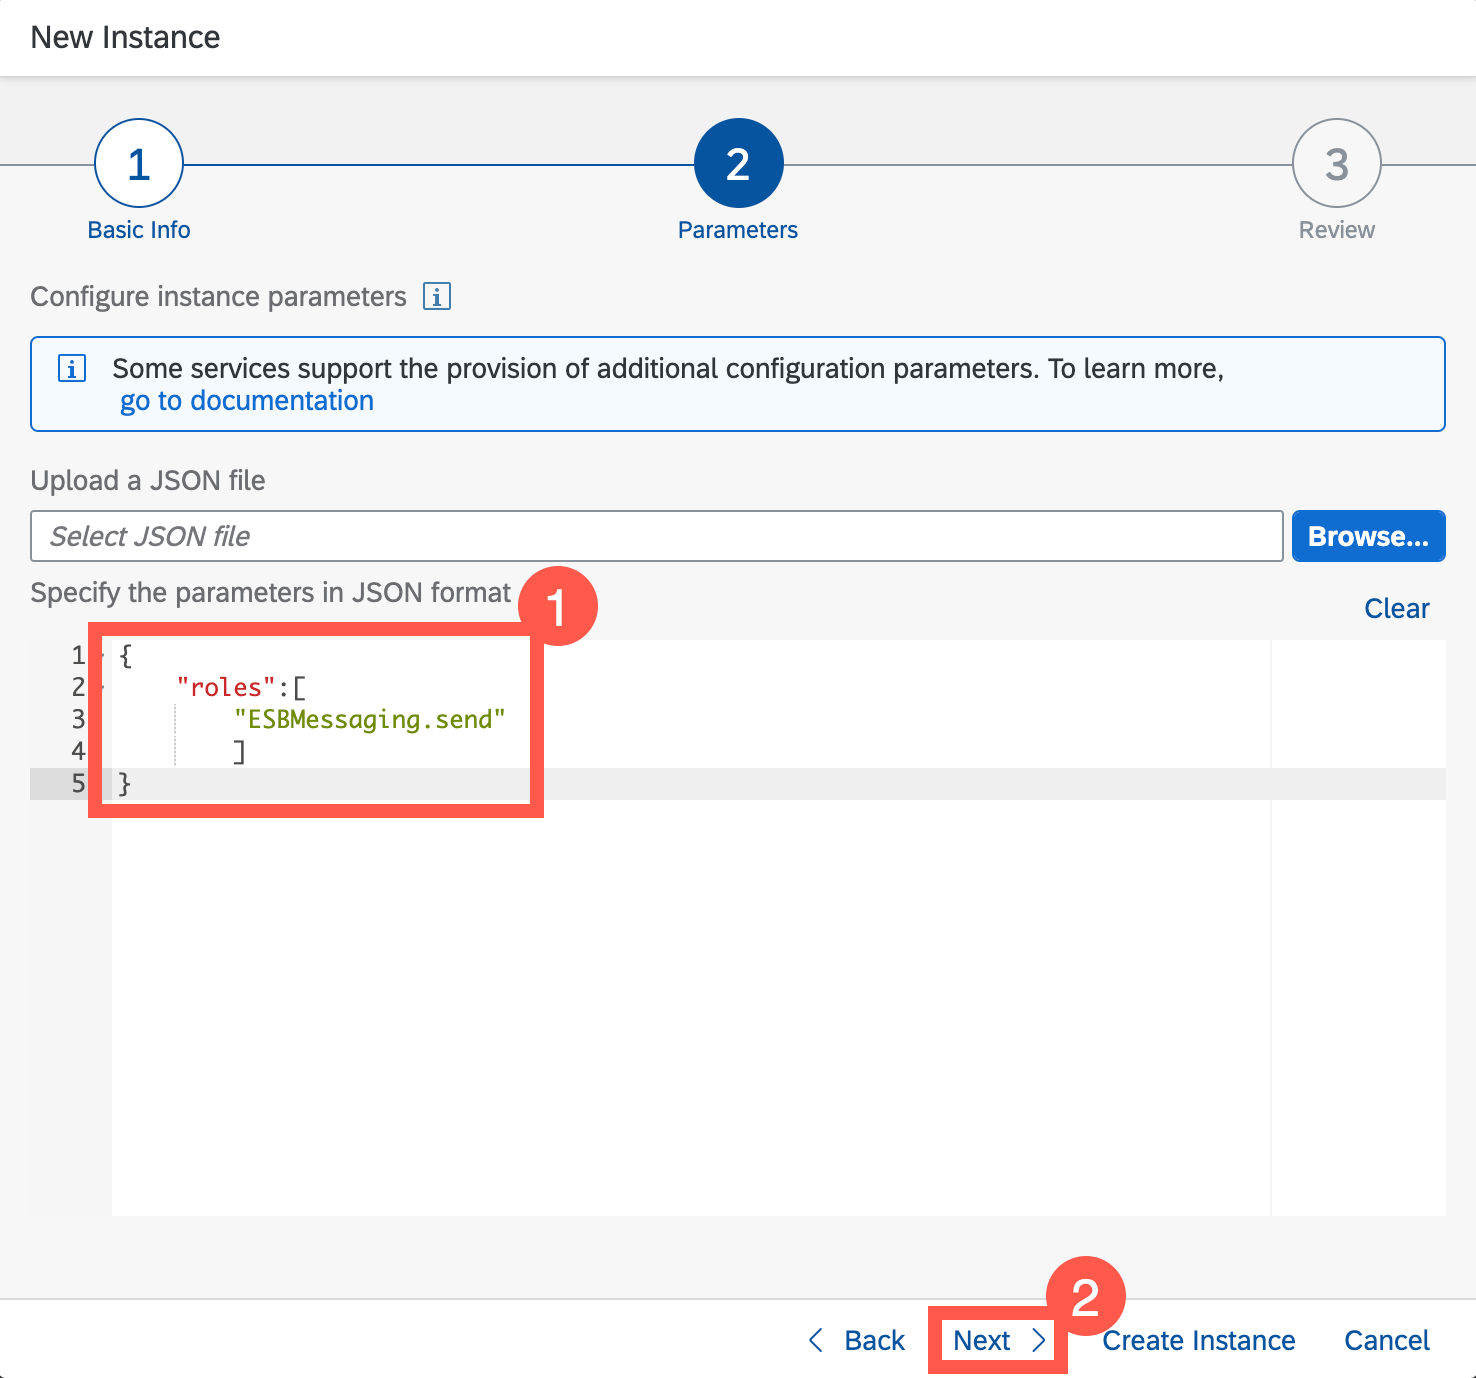 New Instance
1
2
3
Basic Info
Parameters
Review
Configure instance parameters
Some services support the provision of additional configuration parameters. To learn more,
go to documentation
Upload a JSON file
Select JSON file
Browse...
Specify the parameters in JSON format
1
Clear
1 {
2 "roles":[
3 "ESBMessaging.send"
4 ]
5 }
2
Back
Next
Create Instance
Cancel